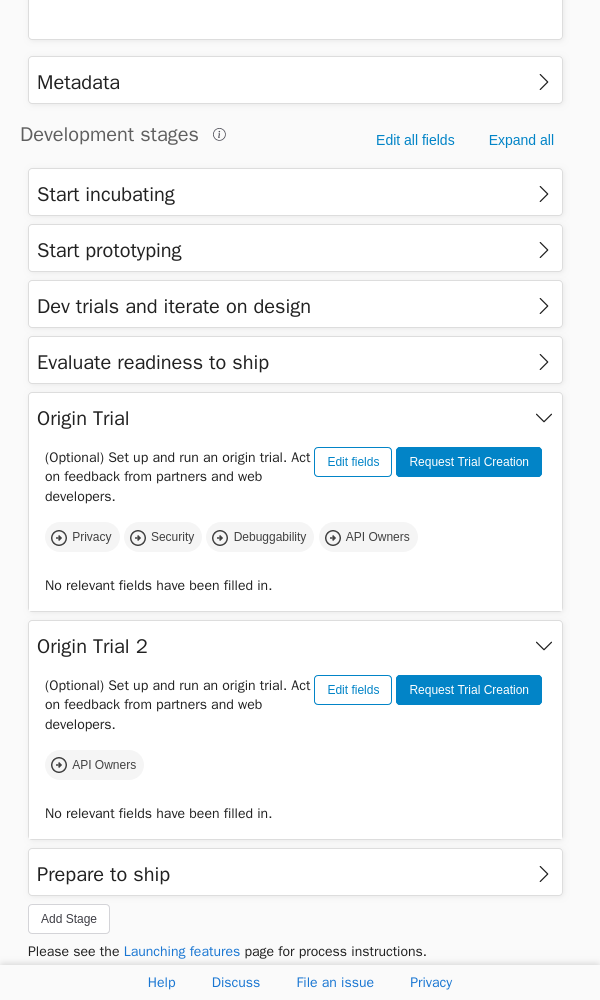 Metadata
Development stages
Edit all fields
Expand all
Start incubating
Start prototyping
Dev trials and iterate on design
Evaluate readiness to ship
Origin Trial
(Optional) Set up and run an origin trial. Act
on feedback from partners and web
developers.
Edit fields
Request Trial Creation
Privacy
Security
Debuggability
API Owners
No relevant fields have been filled in.
Origin Trial 2
(Optional) Set up and run an origin trial. Act
on feedback from partners and web
developers.
Edit fields
Request Trial Creation
API Owners
No relevant fields have been filled in.
Prepare to ship
Add Stage
Please see the Launching features page for process instructions.
Help
Discuss
File an issue
Privacy